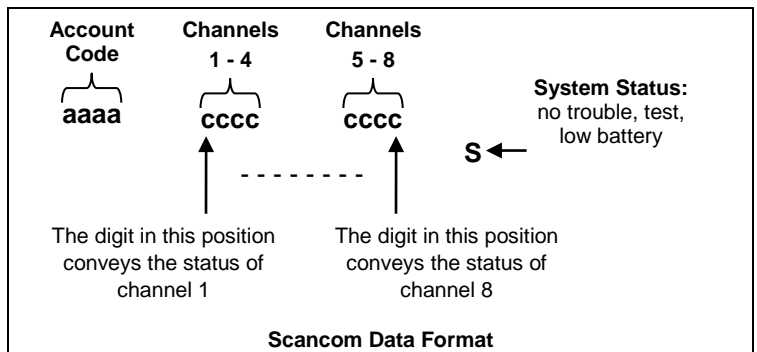 Account Code
Channels 1 - 4
Channels 5 - 8
aaaa cccc cccc
System Status:
no trouble, test,
low battery
S
- - - - - - - -
The digit in this position
conveys the status of
channel 1
The digit in this position
conveys the status of
channel 8
Scancom Data Format